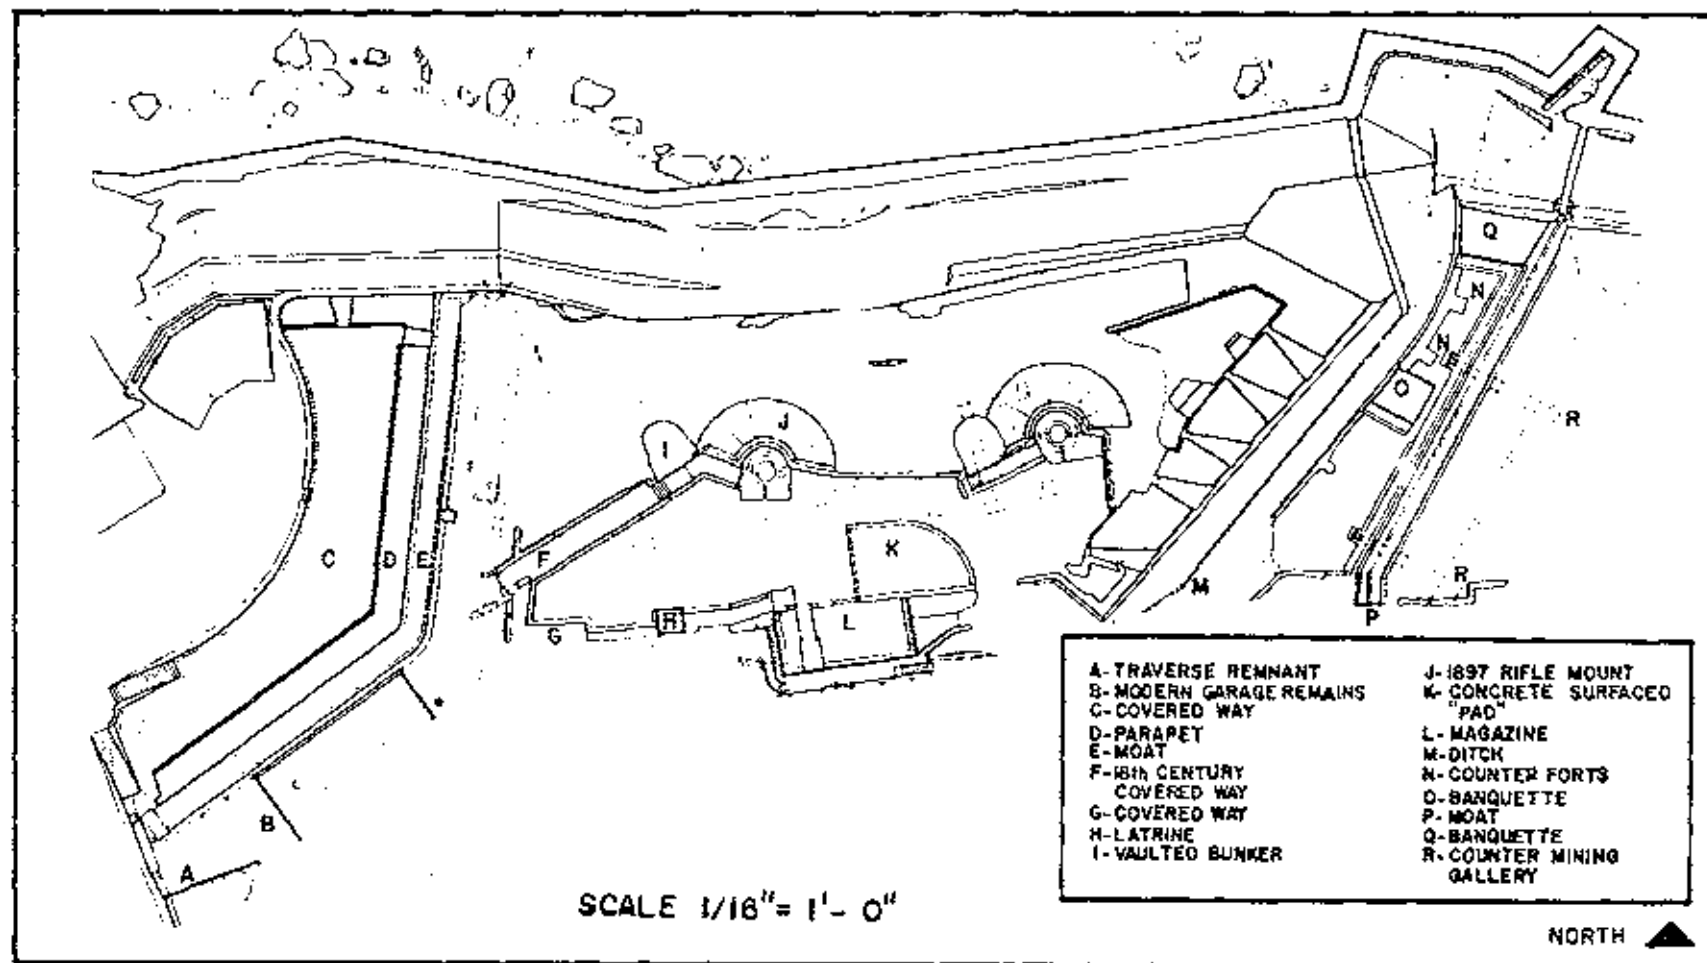 Q
N
N
O
R
J
I
C
D
E
F
K
R
M
H
L
G
P
B
A
A- TRAVERSE REMNANT
B- MODERN GARAGE REMAINS
C- COVERED WAY
D- PARAPET
E- MOAT
F- 18th CENTURY
COVERED WAY
G- COVERED WAY
H- LATRINE
I- VAULTED BUNKER
J- 1897 RIFLE MOUNT
K- CONCRETE SURFACED
"PAD"
L- MAGAZINE
M- DITCH
N- COUNTER FORTS
O- BANQUETTE
P- MOAT
Q- BANQUETTE
R- COUNTER MINING
GALLERY
SCALE 1/16" = 1'- 0"
NORTH